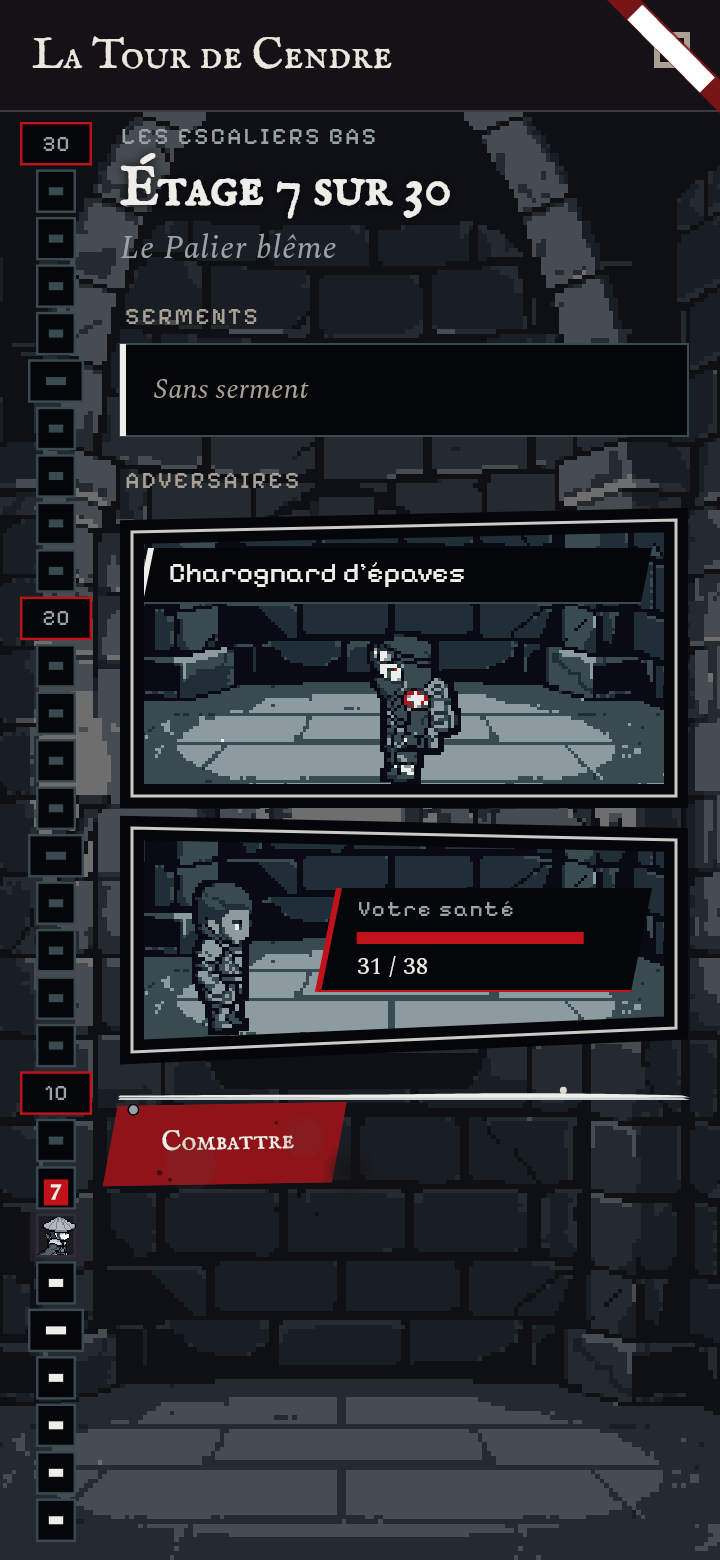 La Tour de Cendre
30
Les escaliers bas
Étage 7 sur 30
Le Palier blême
Serments
Sans serment
Adversaires
Charognard d'épaves
20
Votre santé
31 / 38
10
Combattre
7